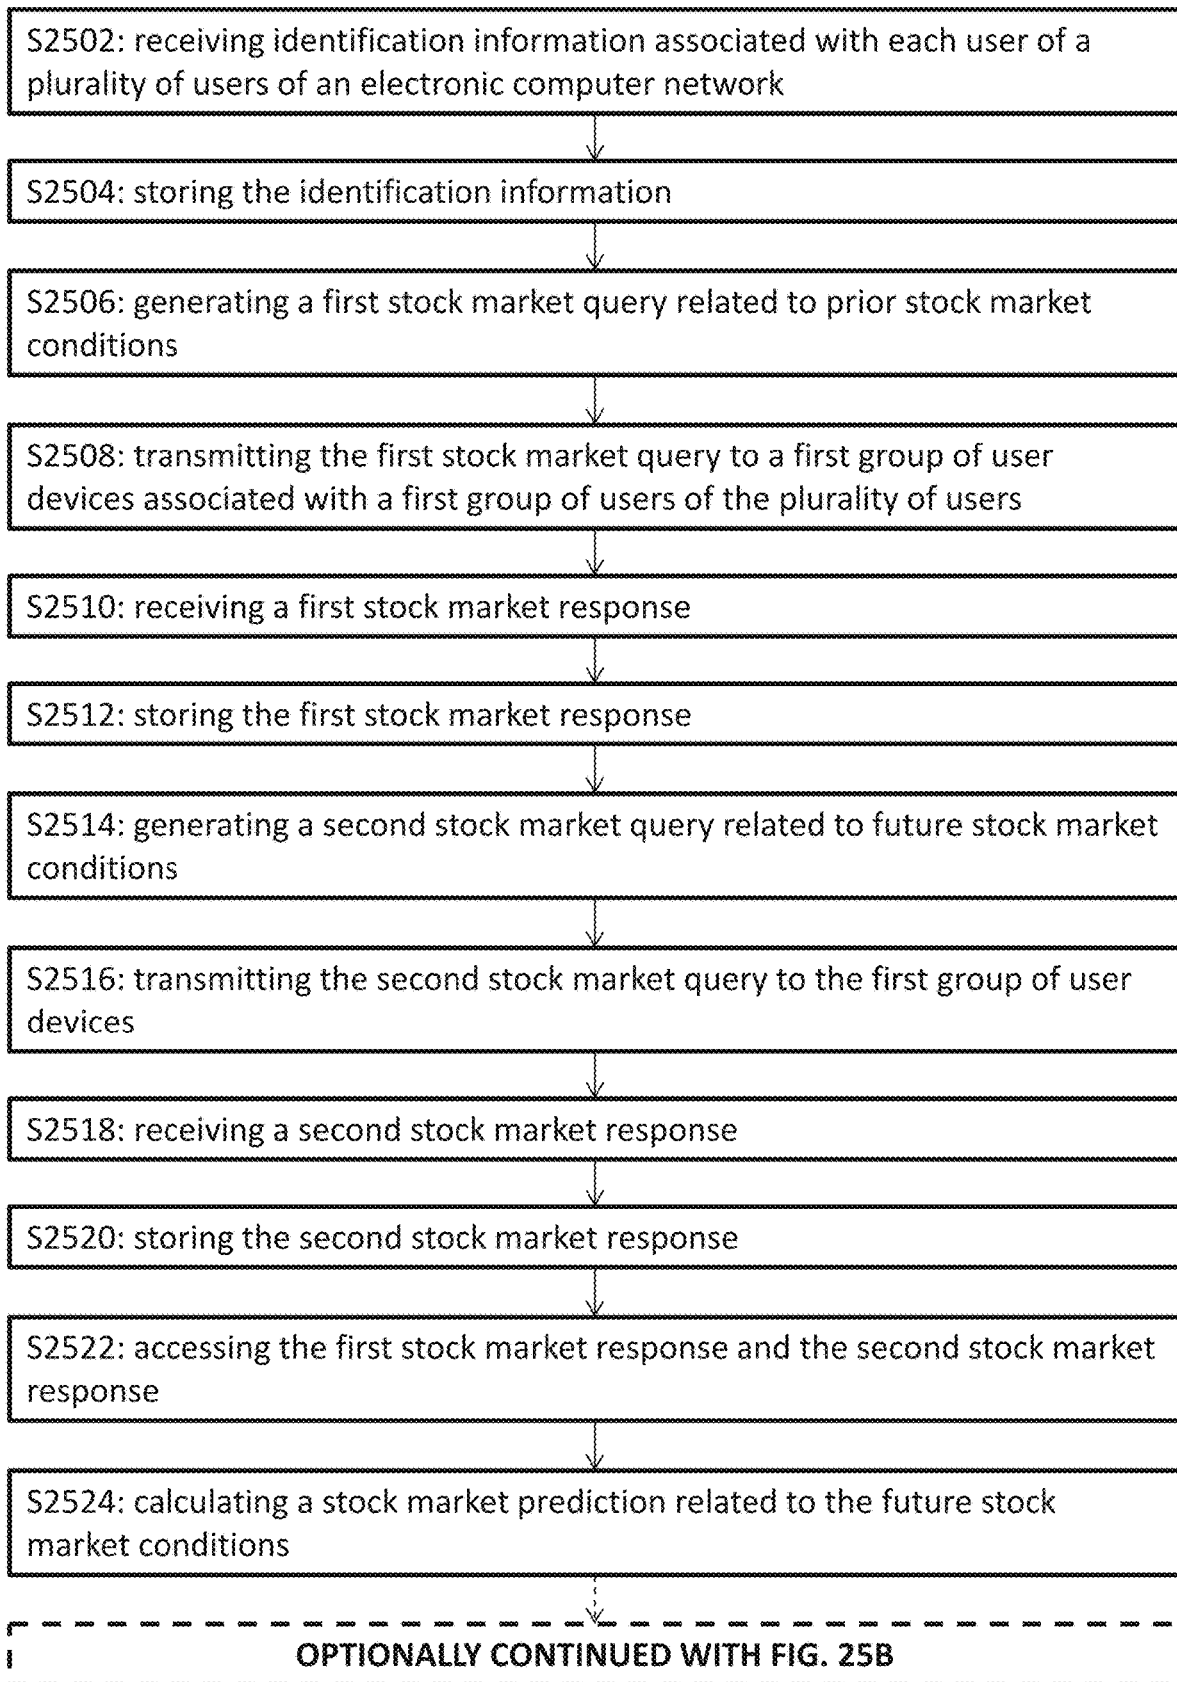 S2502: receiving identification information associated with each user of a
plurality of users of an electronic computer network
S2504: storing the identification information
S2506: generating a first stock market query related to prior stock market
conditions
S2508: transmitting the first stock market query to a first group of user
devices associated with a first group of users of the plurality of users
S2510: receiving a first stock market response
S2512: storing the first stock market response
S2514: generating a second stock market query related to future stock market
conditions
S2516: transmitting the second stock market query to the first group of user
devices
S2518: receiving a second stock market response
S2520: storing the second stock market response
S2522: accessing the first stock market response and the second stock market
response
S2524: calculating a stock market prediction related to the future stock
market conditions
OPTIONALLY CONTINUED WITH FIG. 25B